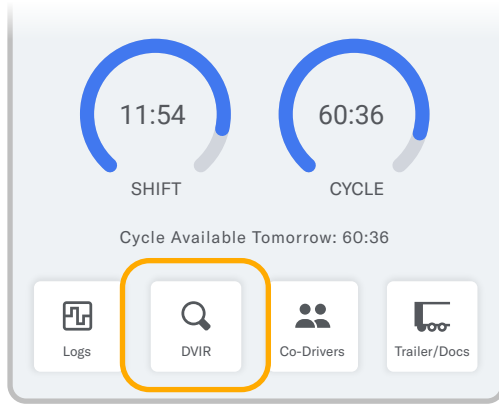 11:54 60:36
SHIFT CYCLE
Cycle Available Tomorrow: 60:36
Logs DVIR Co-Drivers Trailer/Docs